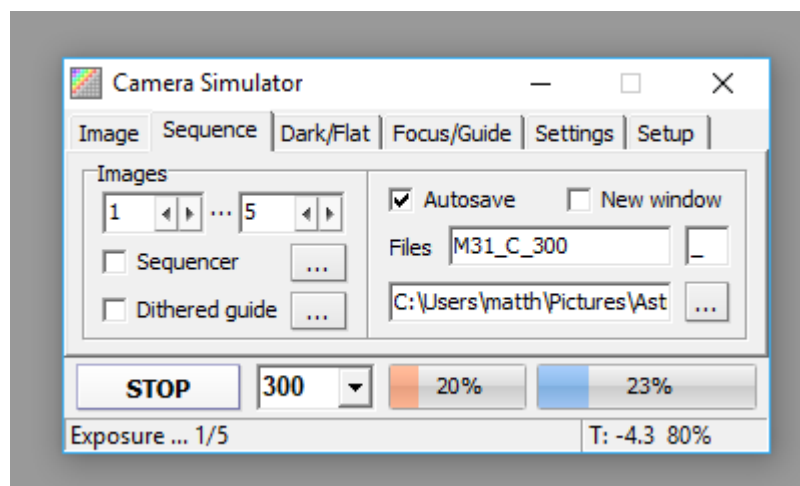 Camera Simulator
Image Sequence Dark/Flat Focus/Guide Settings Setup
Images
1 ... 5
Autosave New window
Sequencer ...
Files M31_C_300 _
Dithered guide ...
C:\Users\matth\Pictures\Ast ...
STOP 300 20% 23%
Exposure ... 1/5 T: -4.3 80%